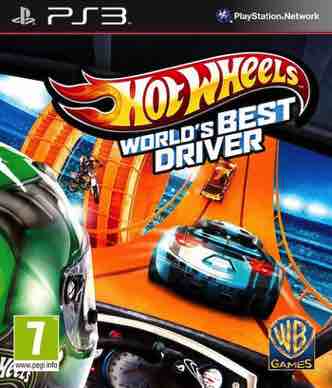 PS3
PlayStation®Network
HOT WHEELS
WORLD'S BEST
DRIVER
7
www.pegi.info
WB
GAMES